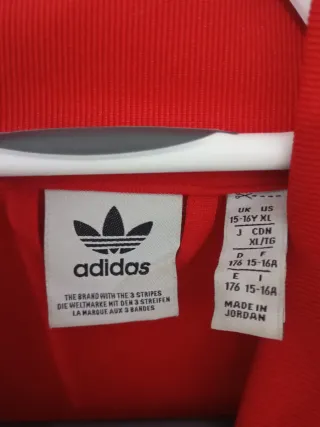 adidas
THE BRAND WITH THE 3 STRIPES
DIE WELTMARKE MIT DEN 3 STREIFEN
LA MARQUE AUX 3 BANDES
UK US
15-16Y XL
J CDN
XL/TG
D F
176 15-16A
E I
176 15-16A
MADE IN
JORDAN